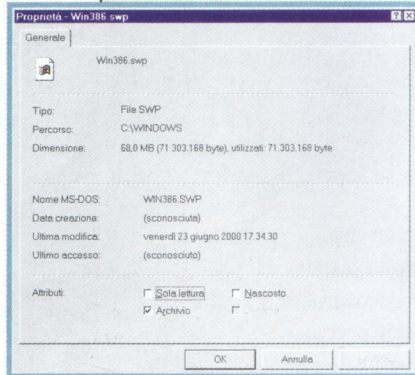 Proprietà - Win386.swp
Generale
Win386.swp
Tipo: File SWP
Percorso: C:\WINDOWS
Dimensione: 68,0 MB (71.303.168 byte), utilizzati: 71.303.168 byte
Nome MS-DOS: WIN386.SWP
Data creazione: (sconosciuta)
Ultima modifica: venerdì 23 giugno 2000 17.34.30
Ultimo accesso: (sconosciuto)
Attributi: Sola lettura Nascosto
Archivio
OK Annulla